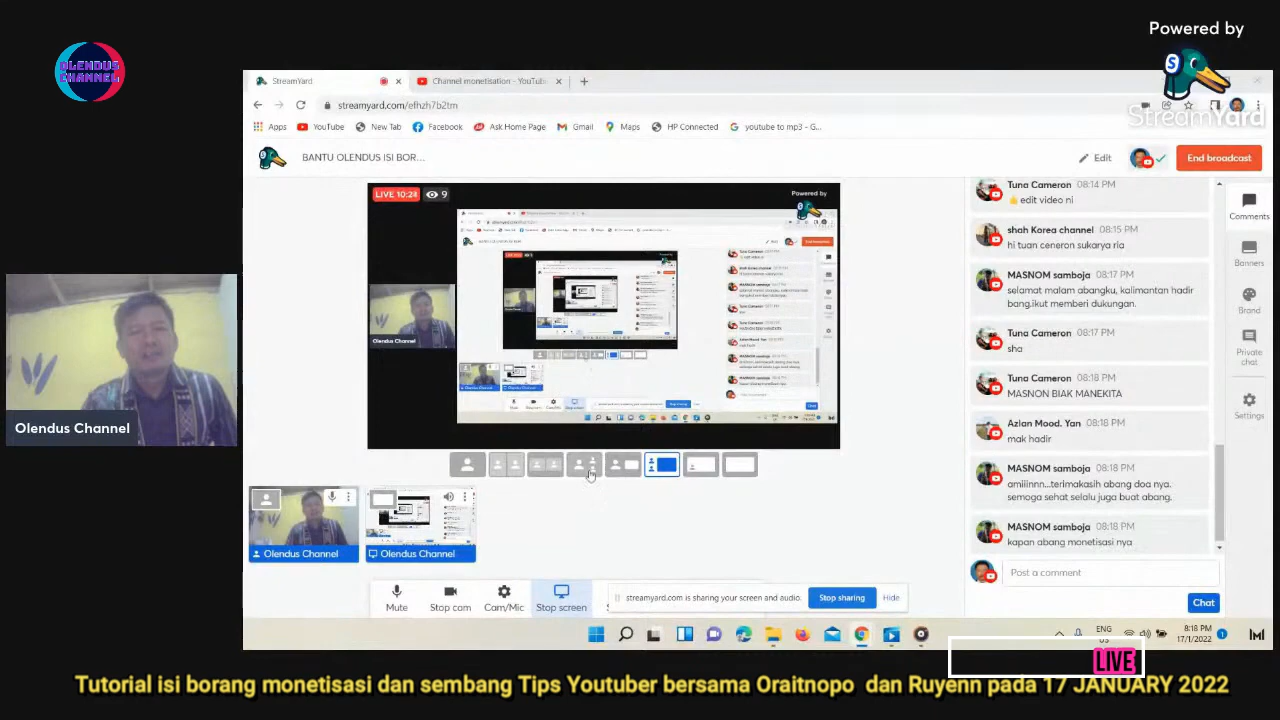 Powered by
StreamYard
OLENDUS
CHANNEL
StreamYard
Channel monetisation - YouTub
streamyard.com/efhzh7b2tm
Apps
YouTube
New Tab
Facebook
Ask Home Page
Gmail
Maps
HP Connected
youtube to mp3 - G...
BANTU OLENDUS ISI BOR...
Edit
End broadcast
LIVE
9
Powered by
Olendus Channel
Olendus Channel
Olendus Channel
Olendus Channel
Mute
Stop cam
Cam/Mic
Stop screen
streamyard.com is sharing your screen and audio.
Stop sharing
Hide
Tuna Cameron 08:14 PM
edit video ni
shah Korea channel 08:15 PM
hi tuan ceneron sukarya ria
MASNOM samboja 08:17 PM
selamat malam abangku, kalimantan hadir
bang.ikut memberi dukungan.
Tuna Cameron 08:17 PM
sha
Tuna Cameron 08:18 PM
MASNON BIAK MANEKITA
Azlan Mood. Yan 08:18 PM
mak hadir
MASNOM samboja 08:18 PM
amiiinnn...terimakasih abang doa nya.
semoga sehat selalu juga buat abang.
MASNOM samboja 08:18 PM
kapan abang monetisasi nya
Post a comment
Chat
Comments
Banners
Brand
Private
chat
Settings
ENG
8:18 PM
17/1/2022
LIVE
Tutorial isi borang monetisasi dan sembang Tips Youtuber bersama Oraitnopo dan Ruyenn pada 17 JANUARY 2022